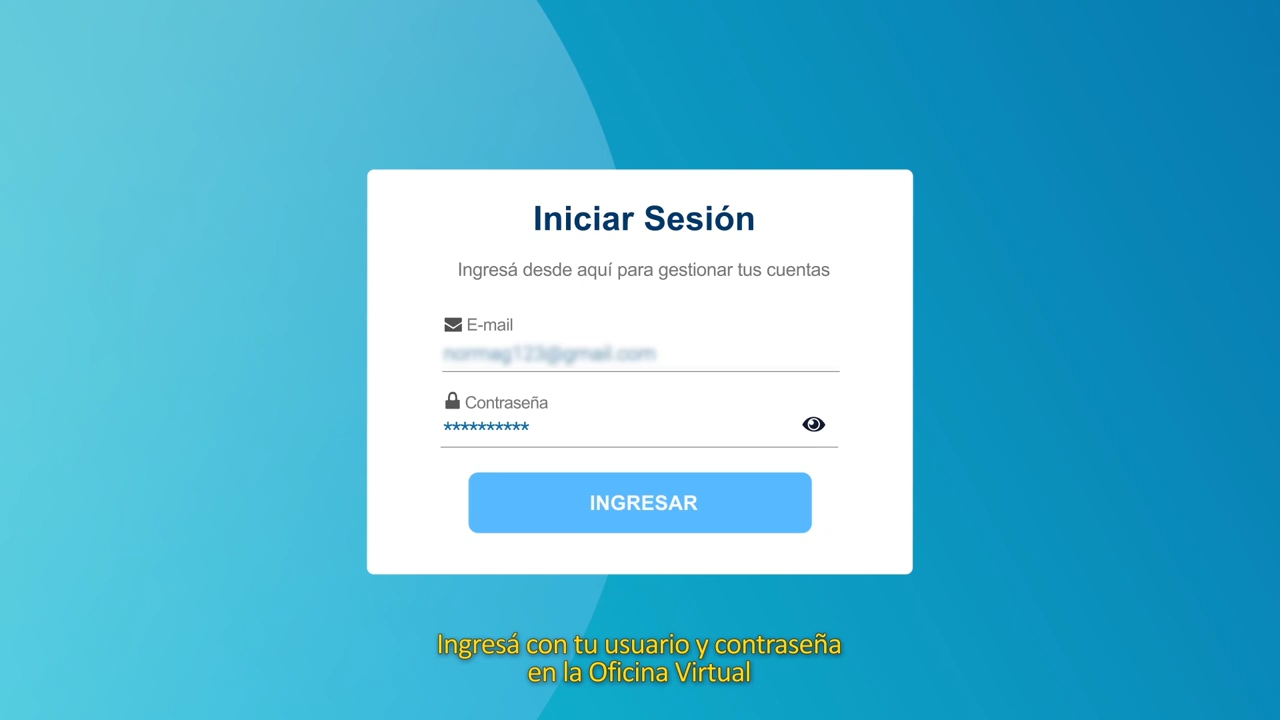 Iniciar Sesión
Ingresá desde aquí para gestionar tus cuentas
E-mail
Contraseña
**********
INGRESAR
Ingresá con tu usuario y contraseña
en la Oficina Virtual